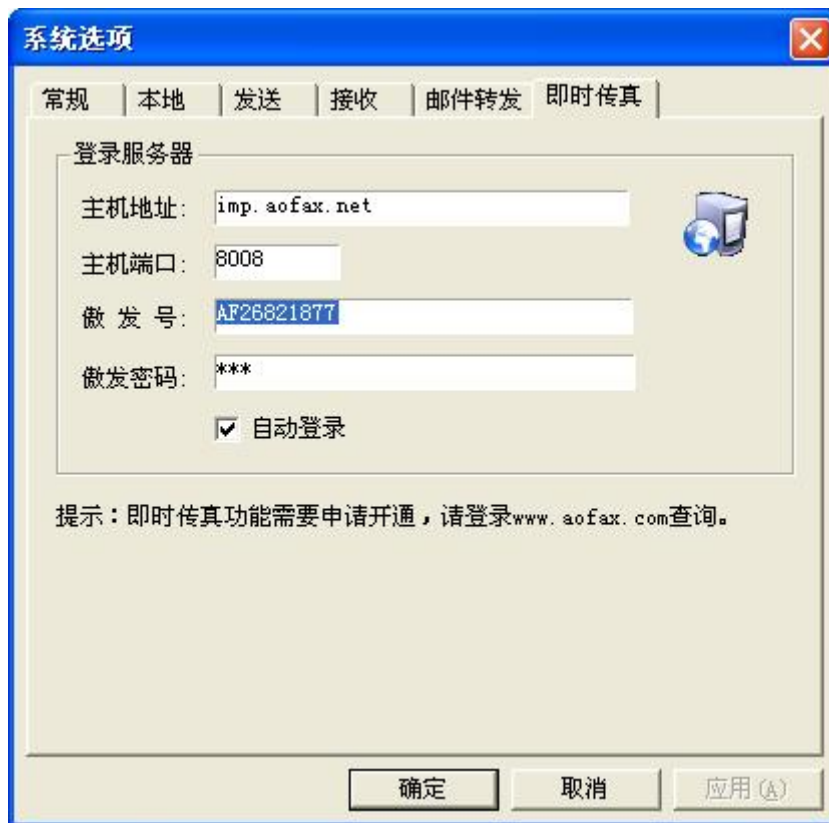 系统选项
常规 本地 发送 接收 邮件转发 即时传真
登录服务器
主机地址: imp.aofax.net
主机端口: 8008
傲 发 号: AF26821877
傲发密码: ***
自动登录
提示：即时传真功能需要申请开通，请登录www.aofax.com查询。
确定 取消 应用(A)